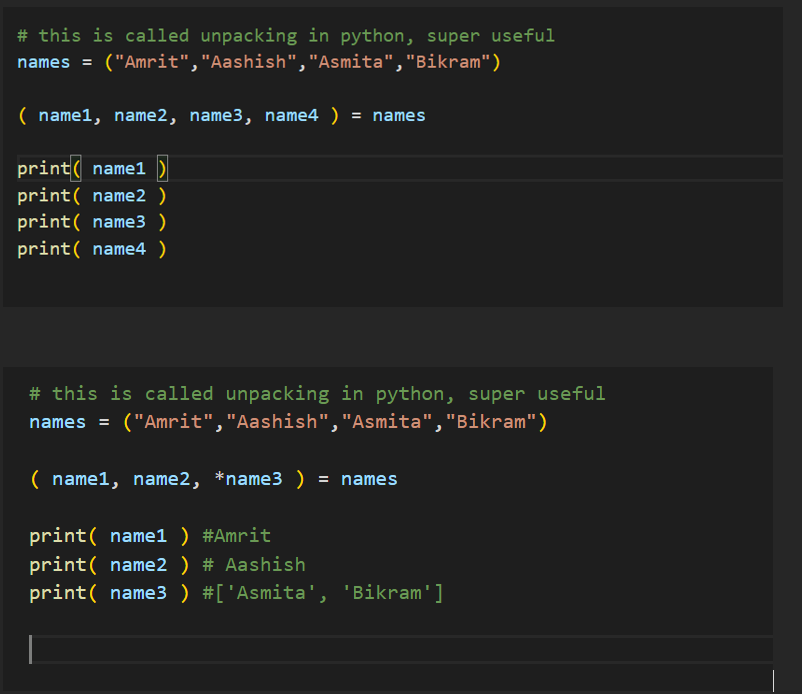 # this is called unpacking in python, super useful
names = ("Amrit","Aashish","Asmita","Bikram")
( name1, name2, name3, name4 ) = names
print( name1 )
print( name2 )
print( name3 )
print( name4 )
# this is called unpacking in python, super useful
names = ("Amrit","Aashish","Asmita","Bikram")
( name1, name2, *name3 ) = names
print( name1 ) #Amrit
print( name2 ) # Aashish
print( name3 ) #['Asmita', 'Bikram']